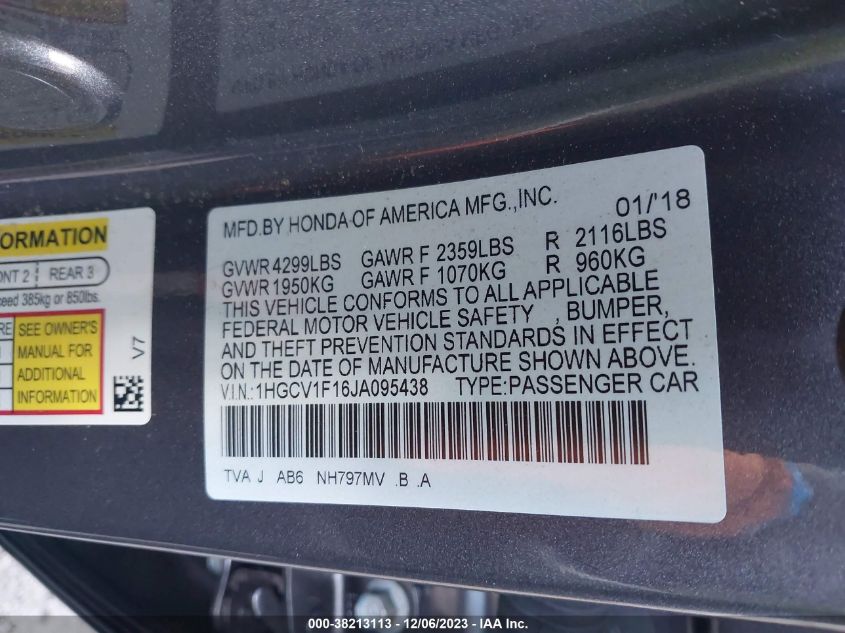 MFD.BY HONDA OF AMERICA MFG.,INC. 01/'18
GVWR 4299LBS GAWR F 2359LBS R 2116LBS
GVWR 1950KG GAWR F 1070KG R 960KG
THIS VEHICLE CONFORMS TO ALL APPLICABLE
FEDERAL MOTOR VEHICLE SAFETY , BUMPER,
AND THEFT PREVENTION STANDARDS IN EFFECT
ON THE DATE OF MANUFACTURE SHOWN ABOVE.
V.I.N.:1HGCV1F16JA095438 TYPE:PASSENGER CAR
TVA J AB6 NH797MV .B .A
ORMATION
ONT 2 REAR 3
ceed 385kg or 850lbs.
RE
SEE OWNER'S
MANUAL FOR
ADDITIONAL
INFORMATION
V7
000-38213113 - 12/06/2023 - IAA Inc.